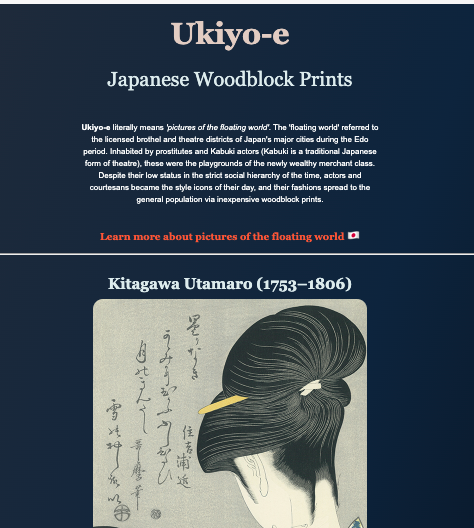 Ukiyo-e
Japanese Woodblock Prints
Ukiyo-e literally means 'pictures of the floating world'. The 'floating world' referred to
the licensed brothel and theatre districts of Japan's major cities during the Edo
period. Inhabited by prostitutes and Kabuki actors (Kabuki is a traditional Japanese
form of theatre), these were the playgrounds of the newly wealthy merchant class.
Despite their low status in the strict social hierarchy of the time, actors and
courtesans became the style icons of their day, and their fashions spread to the
general population via inexpensive woodblock prints.
Learn more about pictures of the floating world 🇯🇵
Kitagawa Utamaro (1753–1806)
住吉浦近
哥麿筆